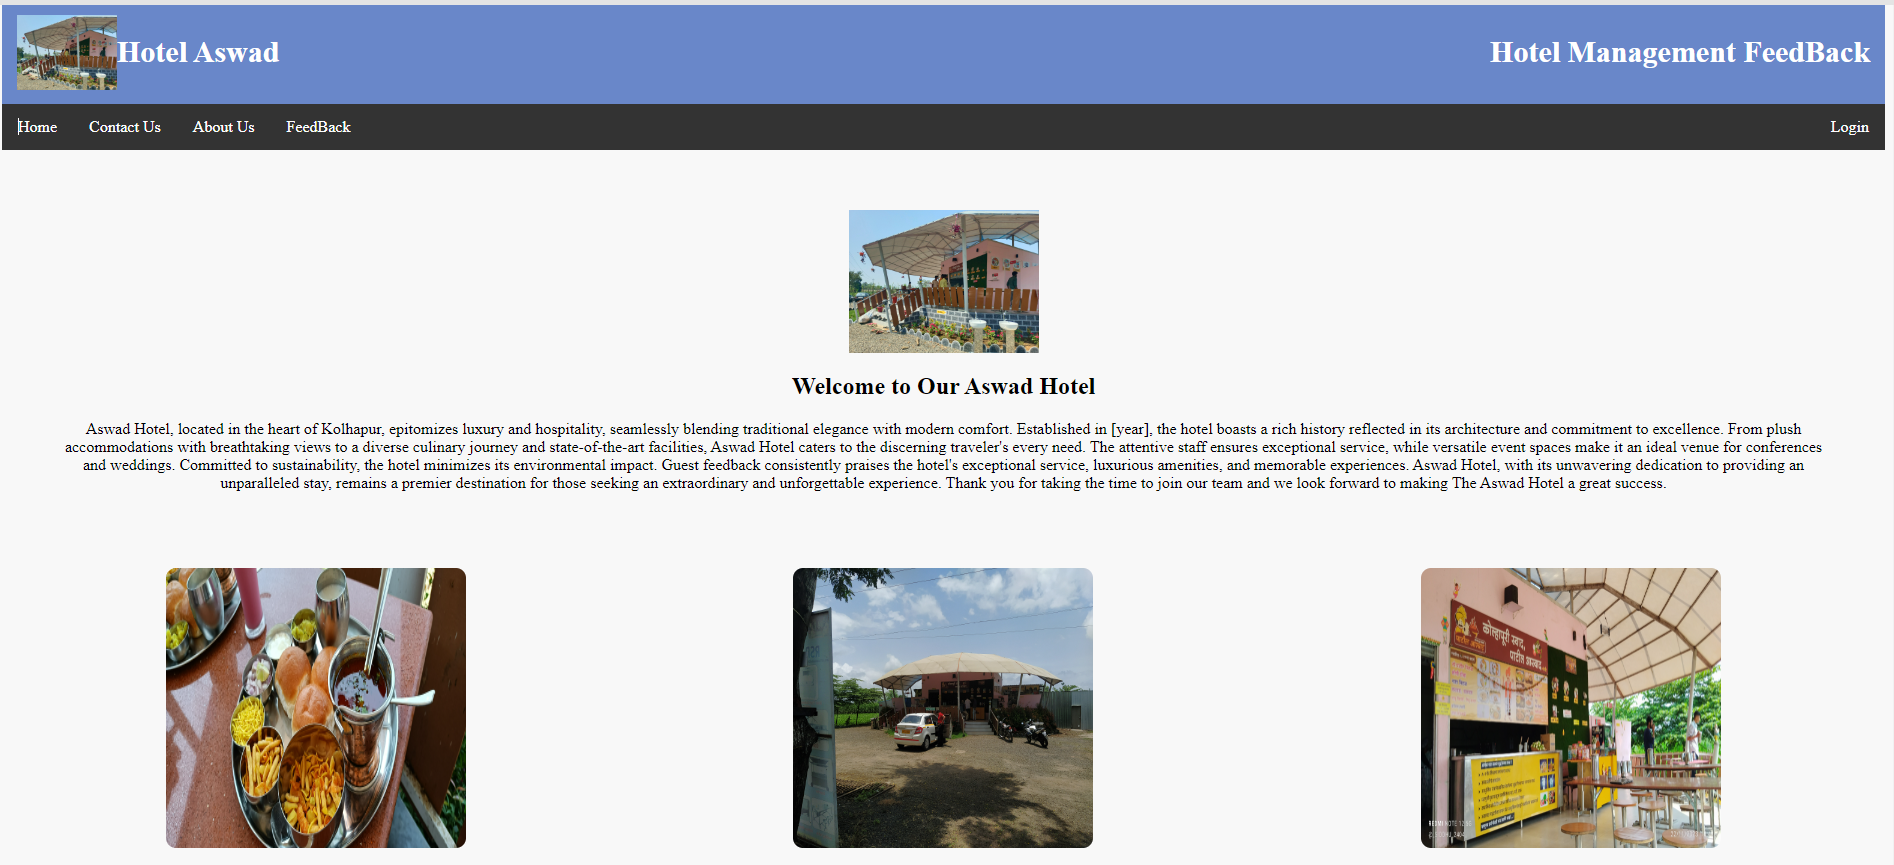 Hotel Aswad
Hotel Management FeedBack
Home
Contact Us
About Us
FeedBack
Login
Welcome to Our Aswad Hotel
Aswad Hotel, located in the heart of Kolhapur, epitomizes luxury and hospitality, seamlessly blending traditional elegance with modern comfort. Established in [year], the hotel boasts a rich history reflected in its architecture and commitment to excellence. From plush
accommodations with breathtaking views to a diverse culinary journey and state-of-the-art facilities, Aswad Hotel caters to the discerning traveler's every need. The attentive staff ensures exceptional service, while versatile event spaces make it an ideal venue for conferences
and weddings. Committed to sustainability, the hotel minimizes its environmental impact. Guest feedback consistently praises the hotel's exceptional service, luxurious amenities, and memorable experiences. Aswad Hotel, with its unwavering dedication to providing an
unparalleled stay, remains a premier destination for those seeking an extraordinary and unforgettable experience. Thank you for taking the time to join our team and we look forward to making The Aswad Hotel a great success.
कोल्हापूरी स्वाद,
पाटील आस्वाद
REDMI NOTE 12